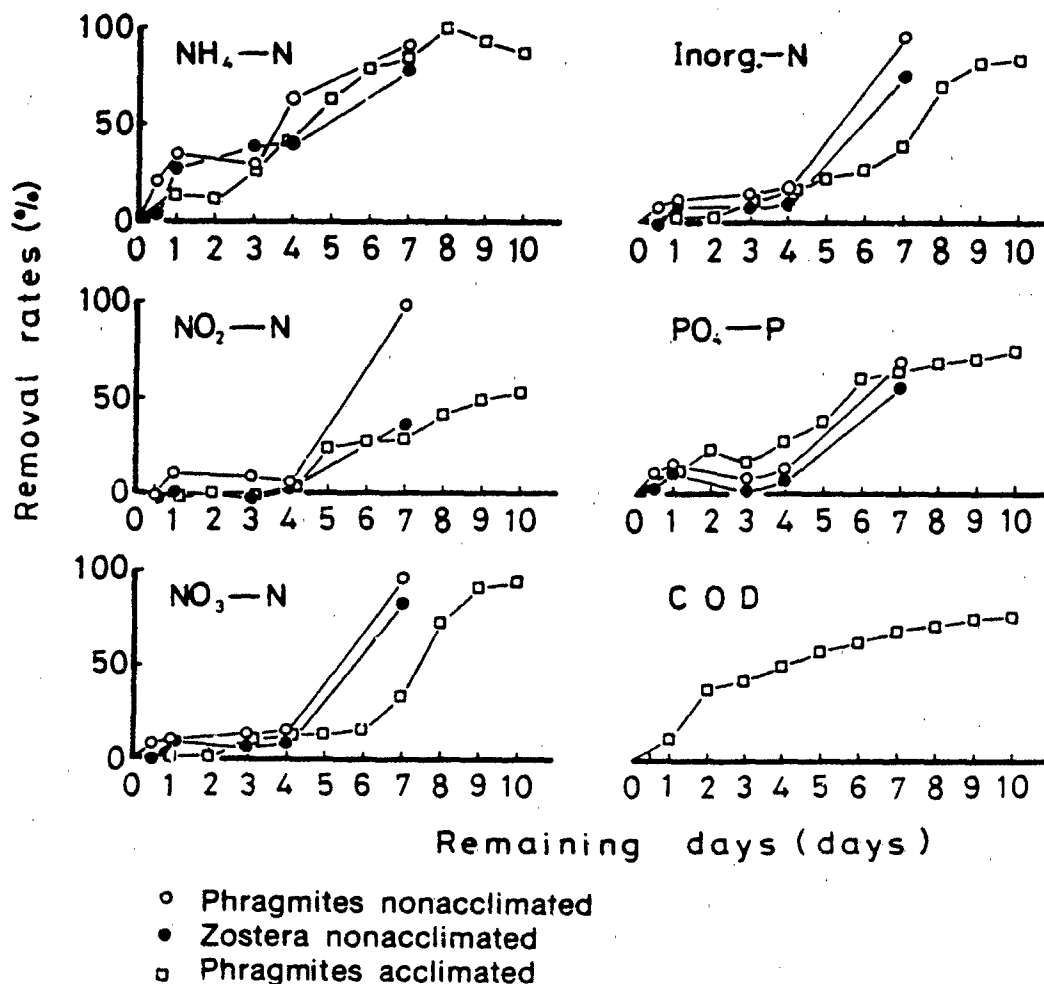 Removal rates (%)
NH₄—N
100
50
0
0 1 2 3 4 5 6 7 8 9 10
Inorg.—N
0 1 2 3 4 5 6 7 8 9 10
NO₂—N
100
50
0
0 1 2 3 4 5 6 7 8 9 10
PO₄—P
0 1 2 3 4 5 6 7 8 9 10
NO₃—N
100
50
0
0 1 2 3 4 5 6 7 8 9 10
COD
0 1 2 3 4 5 6 7 8 9 10
Remaining days (days)
○ Phragmites nonacclimated
● Zostera nonacclimated
□ Phragmites acclimated